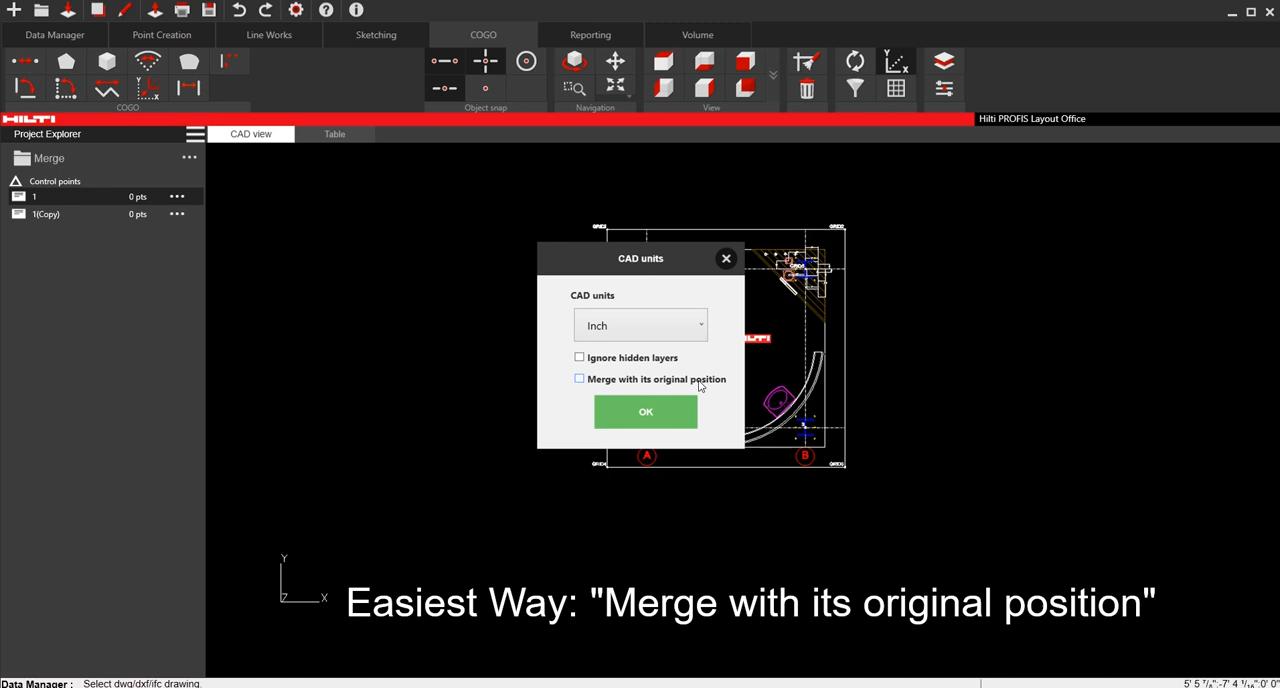 Data Manager
Point Creation
Line Works
Sketching
COGO
Reporting
Volume
COGO
Object snap
Navigation
View
HILTI
Hilti PROFIS Layout Office
Project Explorer
CAD view
Table
Merge
Control points
1
0 pts
1(Copy)
0 pts
GRID2
CAD units
CAD units
Inch
Ignore hidden layers
Merge with its original position
OK
HILTI
A
B
Y
Z
X
Easiest Way: "Merge with its original position"
Data Manager : Select dwg/dxf/ifc drawing.